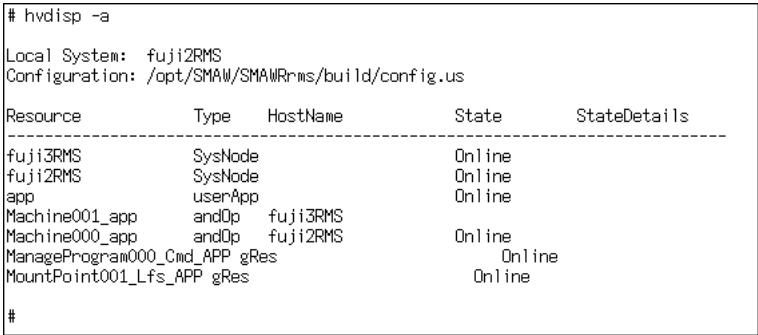 # hvdisp -a
Local System:  fuji2RMS
Configuration: /opt/SMAW/SMAWRrms/build/config.us
Resource            Type    HostName            State        StateDetails
-----------------------------------------------------------------------------
fuji3RMS            SysNode                     Online
fuji2RMS            SysNode                     Online
app                 userApp                     Online
Machine001_app      andOp   fuji3RMS
Machine000_app      andOp   fuji2RMS            Online
ManageProgram000_Cmd_APP gRes                        Online
MountPoint001_Lfs_APP gRes                        Online
#